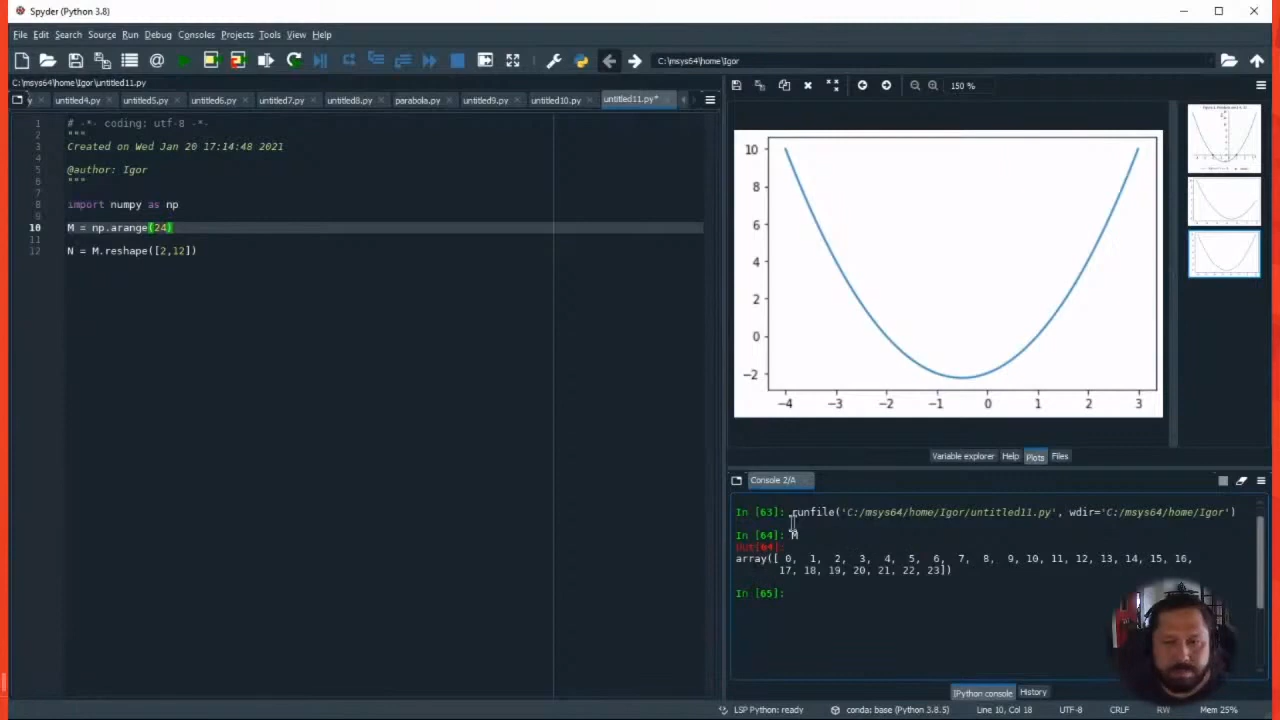 Spyder (Python 3.8)
File Edit Search Source Run Debug Consoles Projects Tools View Help
C:\msys64\home\Igor
C:\msys64\home\Igor\untitled11.py
y untitled4.py untitled5.py untitled6.py untitled7.py untitled8.py parabola.py untitled9.py untitled10.py untitled11.py*
150 %
1 # -*- coding: utf-8 -*-
2 """
3 Created on Wed Jan 20 17:14:48 2021
4
5 @author: Igor
6 """
7
8 import numpy as np
9
10 M = np.arange(24)
11
12 N = M.reshape([2,12])
10
8
6
4
2
0
−2
−4 −3 −2 −1 0 1 2 3
Variable explorer Help Plots Files
Console 2/A
In [63]: runfile('C:/msys64/home/Igor/untitled11.py', wdir='C:/msys64/home/Igor')
In [64]: M
Out[64]:
array([ 0, 1, 2, 3, 4, 5, 6, 7, 8, 9, 10, 11, 12, 13, 14, 15, 16,
17, 18, 19, 20, 21, 22, 23])
In [65]:
IPython console History
LSP Python: ready conda: base (Python 3.8.5) Line 10, Col 18 UTF-8 CRLF RW Mem 25%